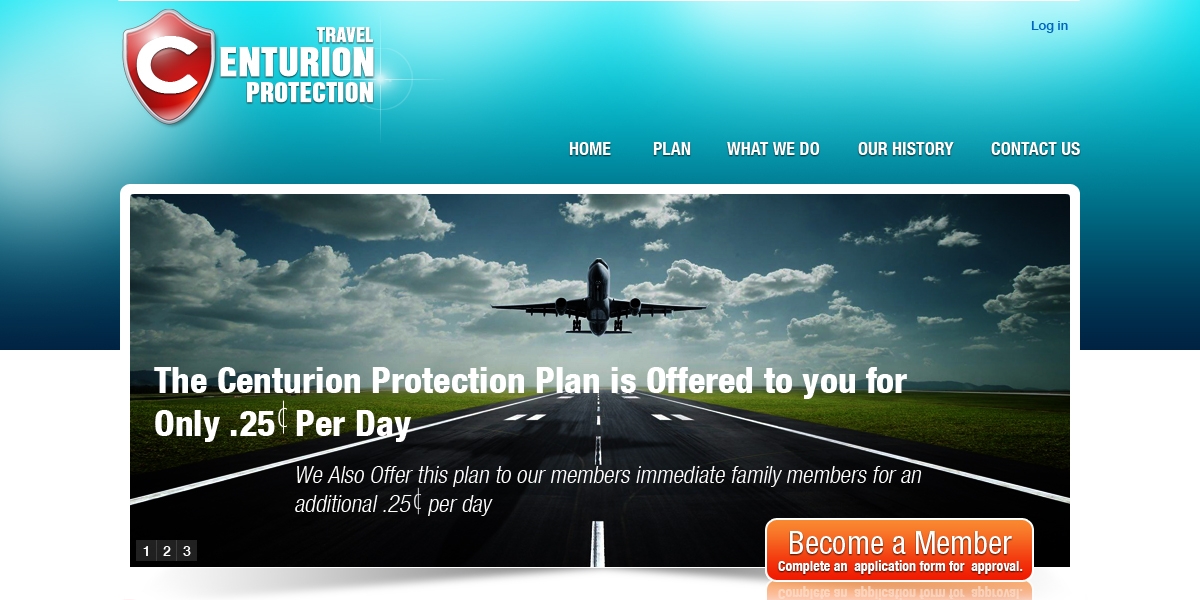 Log in
TRAVEL
CENTURION
PROTECTION
HOME PLAN WHAT WE DO OUR HISTORY CONTACT US
The Centurion Protection Plan is Offered to you for
Only .25¢ Per Day
We Also Offer this plan to our members immediate family members for an
additional .25¢ per day
1 2 3
Become a Member
Complete an application form for approval.